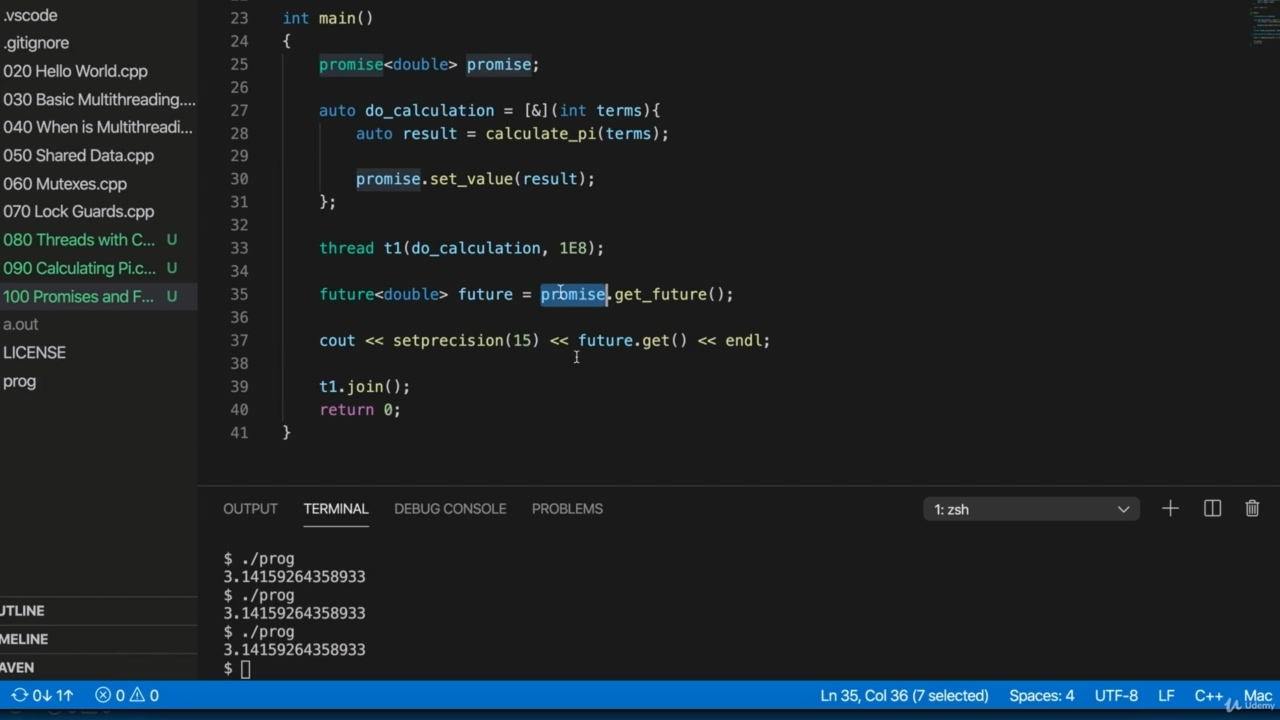 .vscode
.gitignore
020 Hello World.cpp
030 Basic Multithreading....
040 When is Multithreadi...
050 Shared Data.cpp
060 Mutexes.cpp
070 Lock Guards.cpp
080 Threads with C... U
090 Calculating Pi.c... U
100 Promises and F... U
a.out
LICENSE
prog
UTLINE
MELINE
AVEN
23 int main()
24 {
25 promise<double> promise;
26
27 auto do_calculation = [&](int terms){
28 auto result = calculate_pi(terms);
29
30 promise.set_value(result);
31 };
32
33 thread t1(do_calculation, 1E8);
34
35 future<double> future = promise.get_future();
36
37 cout << setprecision(15) << future.get() << endl;
38
39 t1.join();
40 return 0;
41 }
OUTPUT TERMINAL DEBUG CONSOLE PROBLEMS 1: zsh
$ ./prog
3.14159264358933
$ ./prog
3.14159264358933
$ ./prog
3.14159264358933
$
0↓ 1↑ 0 0 Ln 35, Col 36 (7 selected) Spaces: 4 UTF-8 LF C++ Mac
Udemy